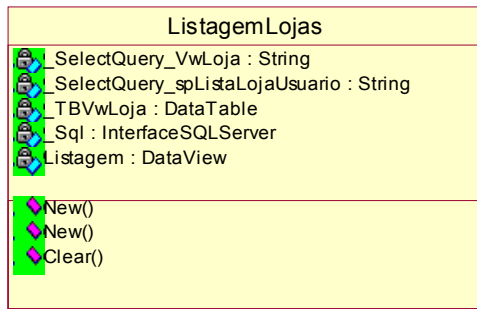 ListagemLojas
_SelectQuery_VwLoja : String
_SelectQuery_spListaLojaUsuario : String
_TBVwLoja : DataTable
_Sql : InterfaceSQLServer
Listagem : DataView
New()
New()
Clear()